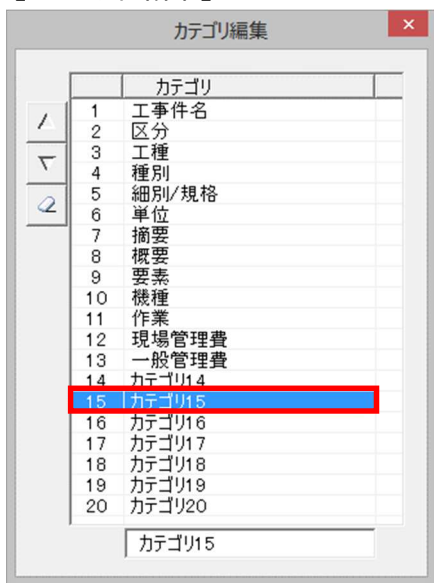 カテゴリ編集
カテゴリ
1 工事件名
2 区分
3 工種
4 種別
5 細別/規格
6 単位
7 摘要
8 概要
9 要素
10 機種
11 作業
12 現場管理費
13 一般管理費
14 カテゴリ14
15 カテゴリ15
16 カテゴリ16
17 カテゴリ17
18 カテゴリ18
19 カテゴリ19
20 カテゴリ20
カテゴリ15